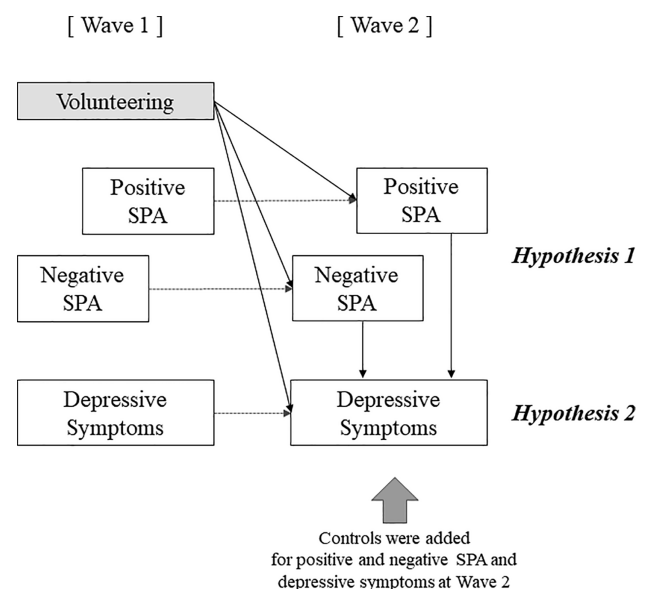 [ Wave 1 ]
[ Wave 2 ]
Volunteering
Positive
SPA
Positive
SPA
Hypothesis 1
Negative
SPA
Negative
SPA
Depressive
Symptoms
Depressive
Symptoms
Hypothesis 2
Controls were added
for positive and negative SPA and
depressive symptoms at Wave 2